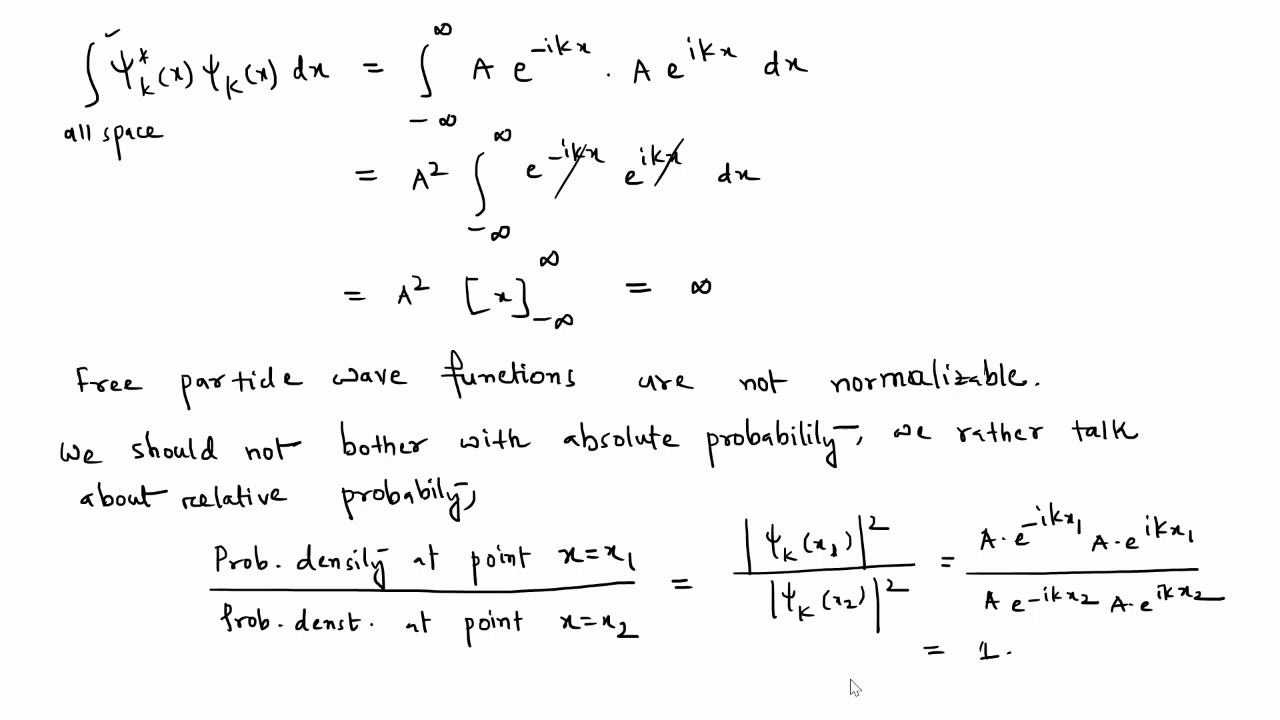 ∫ ψ*ₖ(x) ψₖ(x) dx = ∫_{-∞}^{∞} A e^{-ikx} · A e^{ikx} dx
all space
= A² ∫_{-∞}^{∞} e^{-ikx} e^{ikx} dx
= A² [x]_{-∞}^{∞} = ∞
Free particle wave functions are not normalizable.
We should not bother with absolute probability, we rather talk
about relative probabily,
Prob. density at point x=x₁ / Prob. denst. at point x=x₂ = |ψₖ(x₁)|² / |ψₖ(x₂)|² = A·e^{-ikx₁} A·e^{ikx₁} / A e^{-ikx₂} A·e^{ikx₂}
= 1.